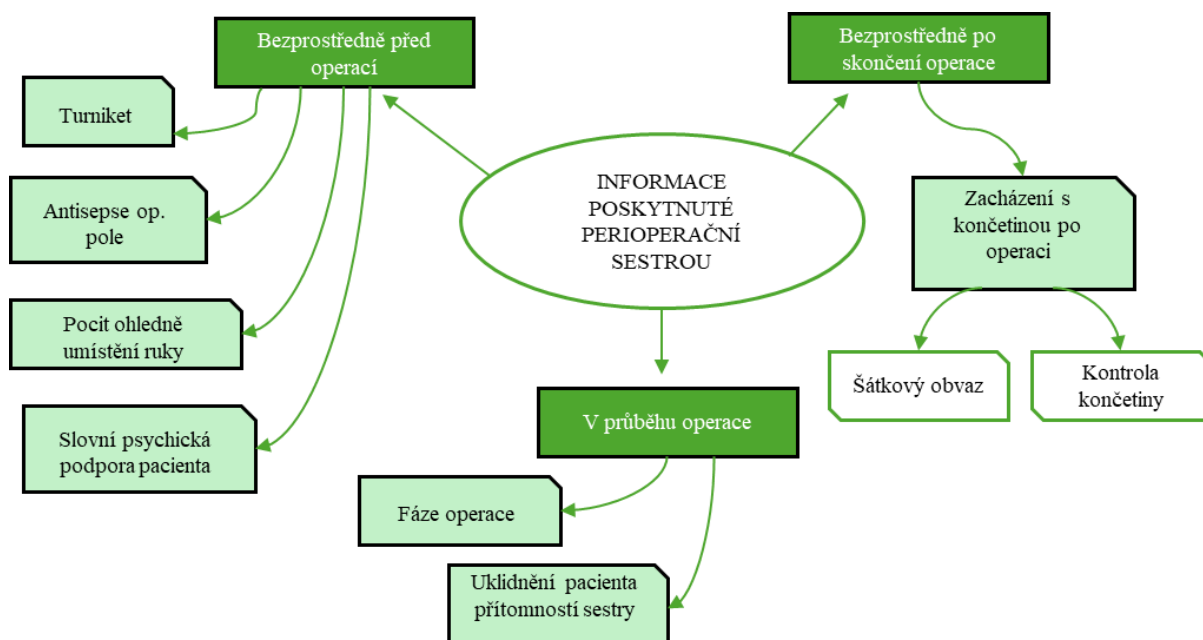 Bezprostředně před
operací
Bezprostředně po
skončení operace
Turniket
Antisepse op.
pole
Pocit ohledně
umístění ruky
Slovní psychická
podpora pacienta
INFORMACE
POSKYTNUTÉ
PERIOPERAČNÍ
SESTROU
Zacházení s
končetinou po
operaci
Šátkový obvaz
Kontrola
končetiny
V průběhu operace
Fáze operace
Uklidnění pacienta
přítomností sestry